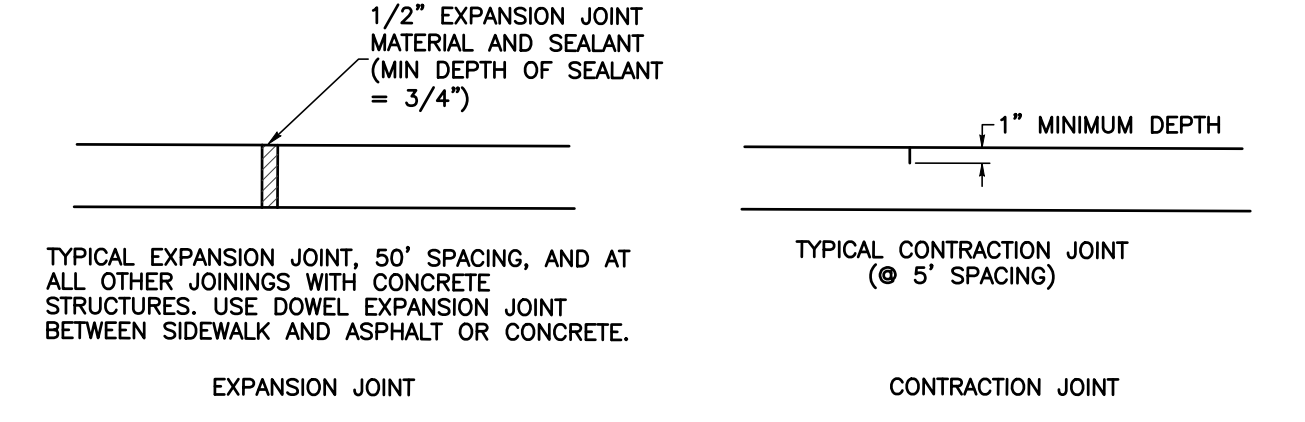 1/2" EXPANSION JOINT
MATERIAL AND SEALANT
(MIN DEPTH OF SEALANT
= 3/4")
TYPICAL EXPANSION JOINT, 50' SPACING, AND AT
ALL OTHER JOININGS WITH CONCRETE
STRUCTURES. USE DOWEL EXPANSION JOINT
BETWEEN SIDEWALK AND ASPHALT OR CONCRETE.
EXPANSION JOINT
1" MINIMUM DEPTH
TYPICAL CONTRACTION JOINT
(@ 5' SPACING)
CONTRACTION JOINT